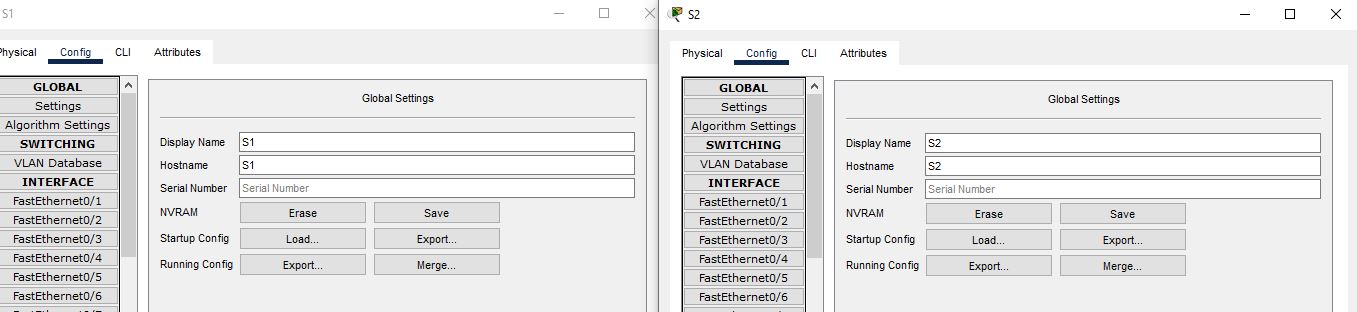 S1
Physical Config CLI Attributes
GLOBAL
Settings
Algorithm Settings
SWITCHING
VLAN Database
INTERFACE
FastEthernet0/1
FastEthernet0/2
FastEthernet0/3
FastEthernet0/4
FastEthernet0/5
FastEthernet0/6
Global Settings
Display Name S1
Hostname S1
Serial Number Serial Number
NVRAM Erase Save
Startup Config Load... Export...
Running Config Export... Merge...
S2
Physical Config CLI Attributes
GLOBAL
Settings
Algorithm Settings
SWITCHING
VLAN Database
INTERFACE
FastEthernet0/1
FastEthernet0/2
FastEthernet0/3
FastEthernet0/4
FastEthernet0/5
FastEthernet0/6
Global Settings
Display Name S2
Hostname S2
Serial Number Serial Number
NVRAM Erase Save
Startup Config Load... Export...
Running Config Export... Merge...